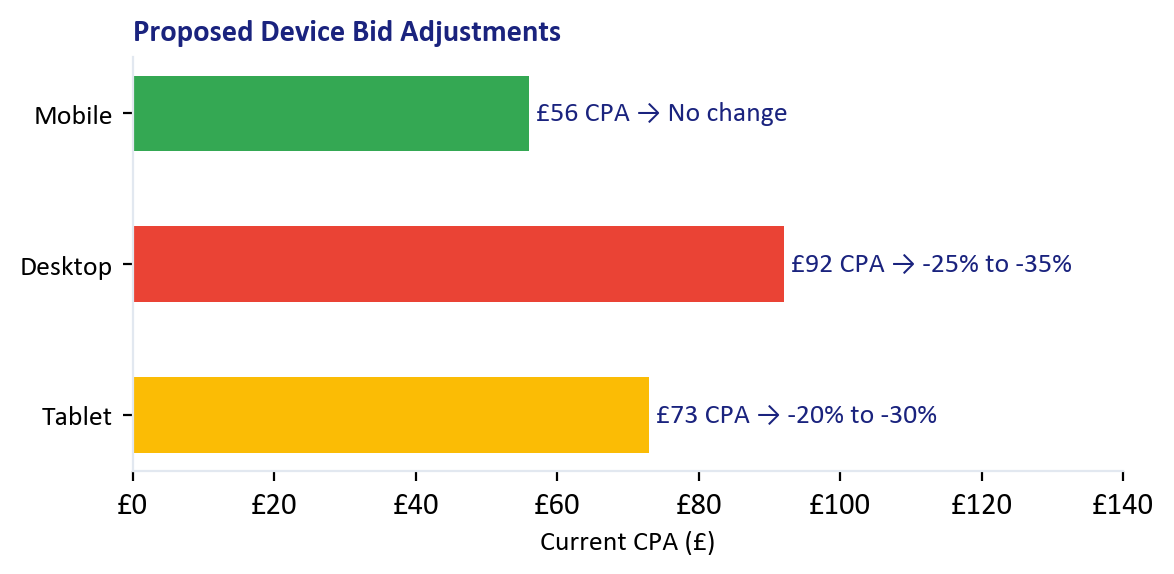 Proposed Device Bid Adjustments
Mobile
£56 CPA → No change
Desktop
£92 CPA → -25% to -35%
Tablet
£73 CPA → -20% to -30%
£0 £20 £40 £60 £80 £100 £120 £140
Current CPA (£)